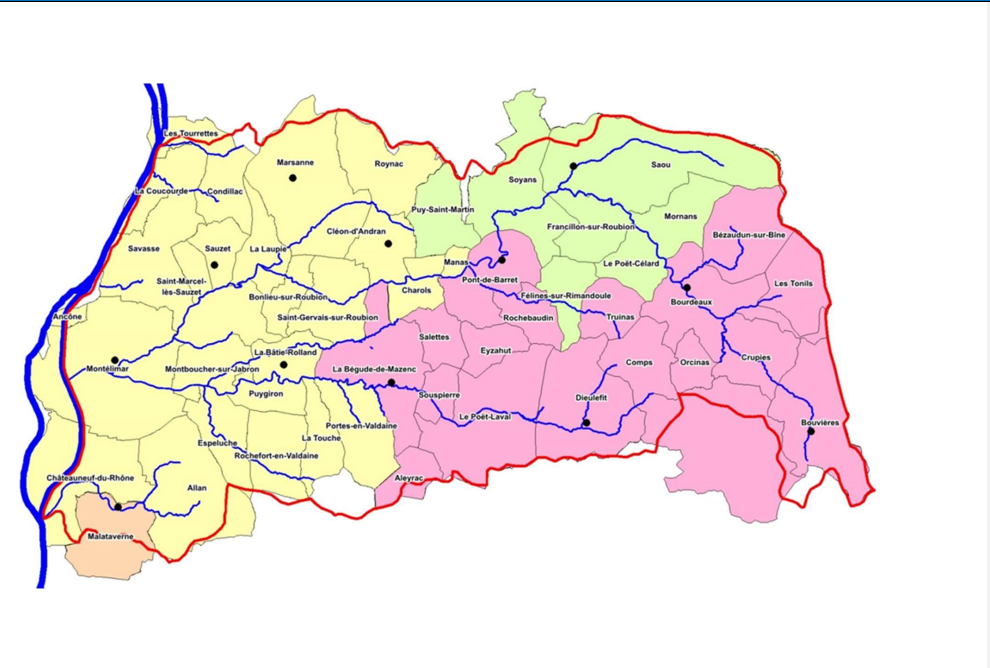 Les Tourrettes
Marsanne
Roynac
Saou
Soyans
La Coucourde
Condillac
Puy-Saint-Martin
Mornans
Francillon-sur-Roubion
Cléon-d'Andran
Bézaudun-sur-Bîne
Savasse
Sauzet
La Laupie
Manas
Le Poët-Célard
Saint-Marcel-
lès-Sauzet
Pont-de-Barret
Les Tonils
Charols
Bonlieu-sur-Roubion
Félines-sur-Rimandoule
Bourdeaux
Ancône
Saint-Gervais-sur-Roubion
Rochebaudin
Truinas
Salettes
Eyzahut
La Bâtie-Rolland
Crupies
Comps
Orcinas
Montélimar
Montboucher-sur-Jabron
La Bégude-de-Mazenc
Puygiron
Souspierre
Dieulefit
Le Poët-Laval
Portes-en-Valdaine
Bouvières
La Touche
Espeluche
Rochefort-en-Valdaine
Châteauneuf-du-Rhône
Aleyrac
Allan
Malataverne